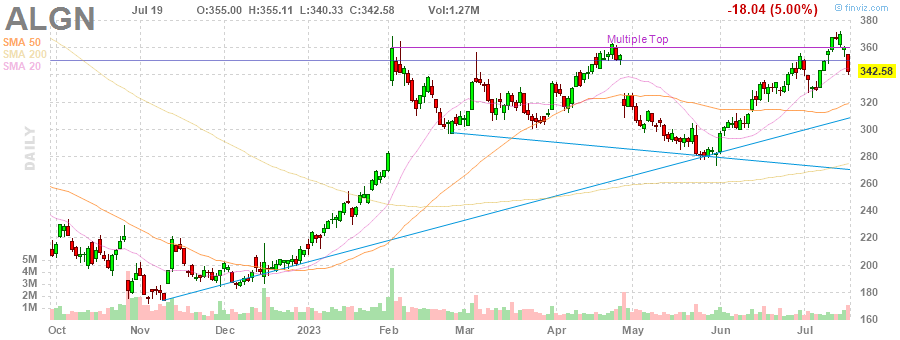 ALGN Jul 19 O:355.00 H:355.11 L:340.33 C:342.58 Vol:1.27M -18.04 (5.00%) © finviz.com
SMA 50
SMA 200
SMA 20
Multiple Top
DAILY
380
360
342.58
320
300
280
260
240
220
200
180
160
5M
4M
3M
2M
1M
Oct Nov Dec 2023 Feb Mar Apr May Jun Jul